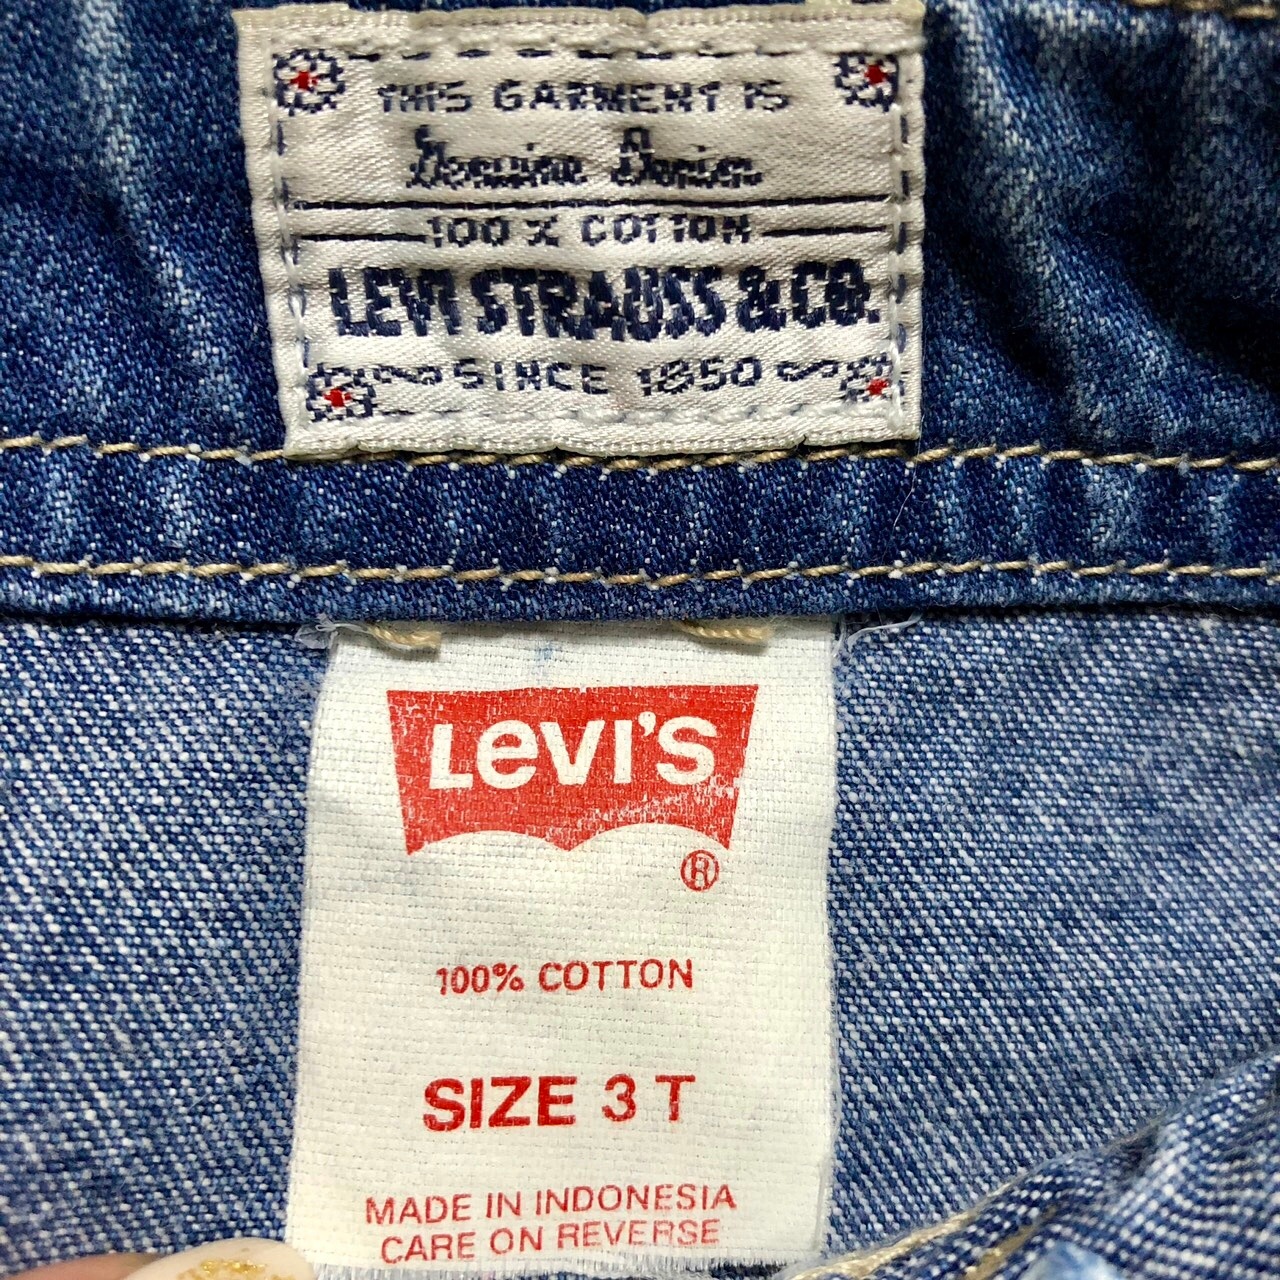 THIS GARMENT IS
Genuine Denim
100% COTTON
LEVI STRAUSS & CO.
SINCE 1850
LEVI'S
®
100% COTTON
SIZE 3T
MADE IN INDONESIA
CARE ON REVERSE